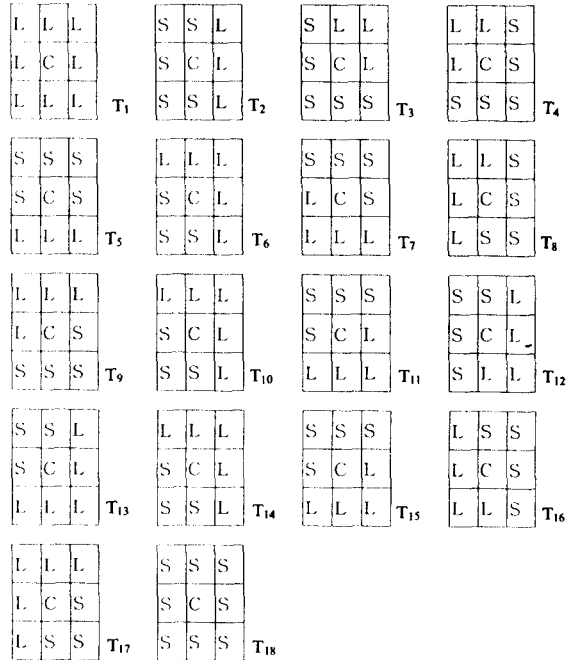 L L L S S L S L L L L S
L C L S C L S C L L C S
L L L T₁ S S L T₂ S S S T₃ S S S T₄
S S S L L L S S S L L S
S C S S C L L C S L C S
L L L T₅ S S L T₆ L L L T₇ L S S T₈
L L L L L L S S S S S L
L C S S C L S C L S C L
S S S T₉ S S L T₁₀ L L L T₁₁ S L L T₁₂
S S L L L L S S S L S S
S C L S C L S C L L C S
L L L T₁₃ S S L T₁₄ L L L T₁₅ L L S T₁₆
L L L S S S
L C S S C S
L S S T₁₇ S S S T₁₈